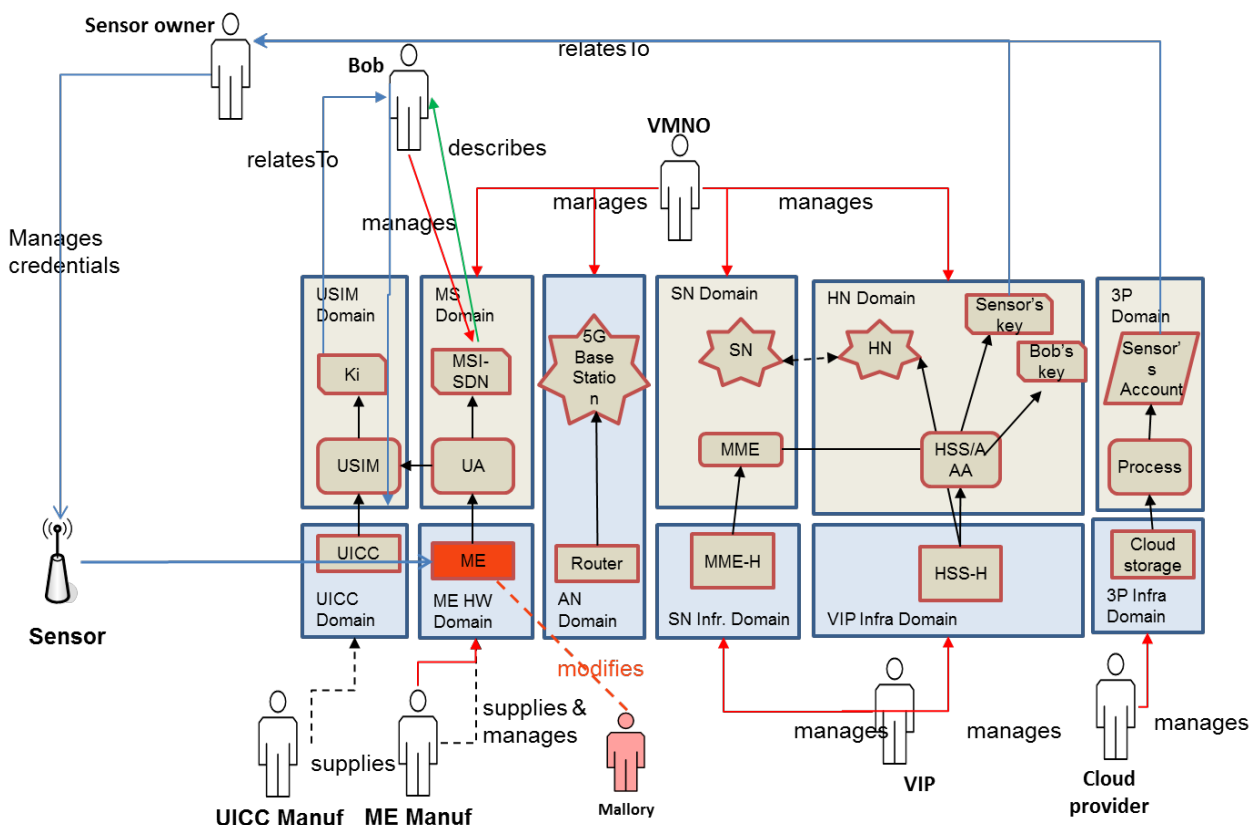 Sensor owner
relatesTo
Bob
VMNO
relatesTo
describes
manages
manages
manages
Manages
credentials
USIM
Domain
MS
Domain
SN Domain
HN Domain
Sensor's
key
3P
Domain
5G
Base
Statio
n
SN
HN
Bob's
key
Sensor'
s
Account
Ki
MSI-
SDN
USIM
UA
MME
HSS/A
AA
Process
UICC
ME
Router
MME-H
HSS-H
Cloud
storage
UICC
Domain
ME HW
Domain
AN
Domain
SN Infr. Domain
VIP Infra Domain
3P Infra
Domain
Sensor
modifies
supplies &
manages
manages
manages
manages
supplies
UICC Manuf
ME Manuf
Mallory
VIP
Cloud
provider